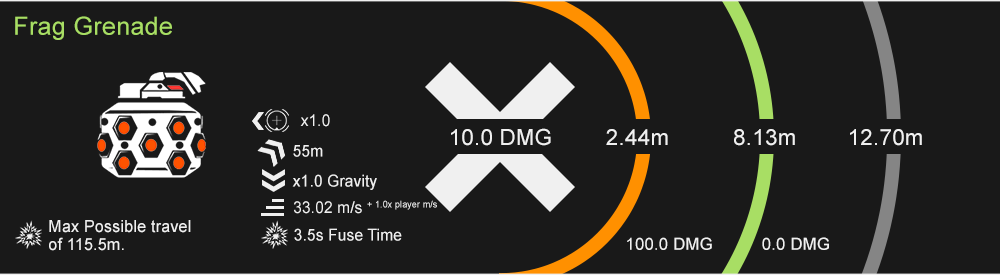 Frag Grenade
x1.0
55m
x1.0 Gravity
33.02 m/s + 1.0x player m/s
3.5s Fuse Time
Max Possible travel
of 115.5m.
10.0 DMG
2.44m
8.13m
12.70m
100.0 DMG
0.0 DMG